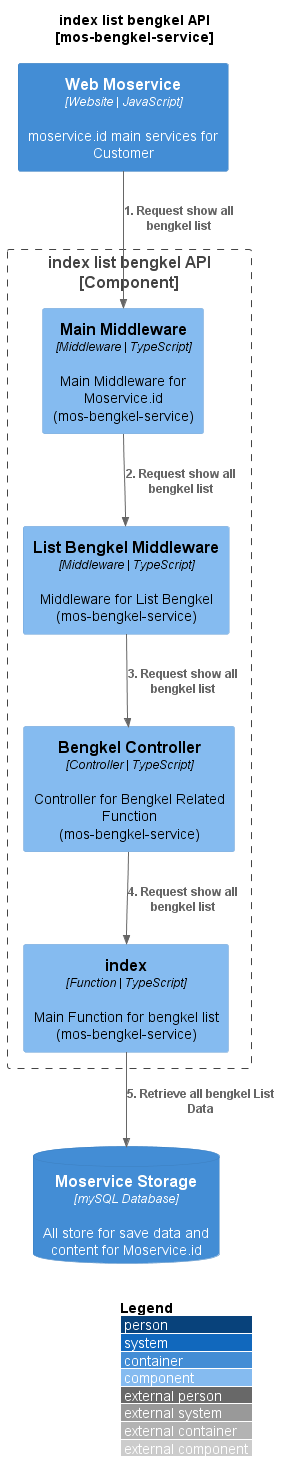 index list bengkel API
[mos-bengkel-service]
Web Moservice
[Website | JavaScript]
moservice.id main services for
Customer
1. Request show all
bengkel list
index list bengkel API
[Component]
Main Middleware
[Middleware | TypeScript]
Main Middleware for
Moservice.id
(mos-bengkel-service)
2. Request show all
bengkel list
List Bengkel Middleware
[Middleware | TypeScript]
Middleware for List Bengkel
(mos-bengkel-service)
3. Request show all
bengkel list
Bengkel Controller
[Controller | TypeScript]
Controller for Bengkel Related
Function
(mos-bengkel-service)
4. Request show all
bengkel list
index
[Function | TypeScript]
Main Function for bengkel list
(mos-bengkel-service)
5. Retrieve all bengkel List
Data
Moservice Storage
[mySQL Database]
All store for save data and
content for Moservice.id
Legend
person
system
container
component
external person
external system
external container
external component